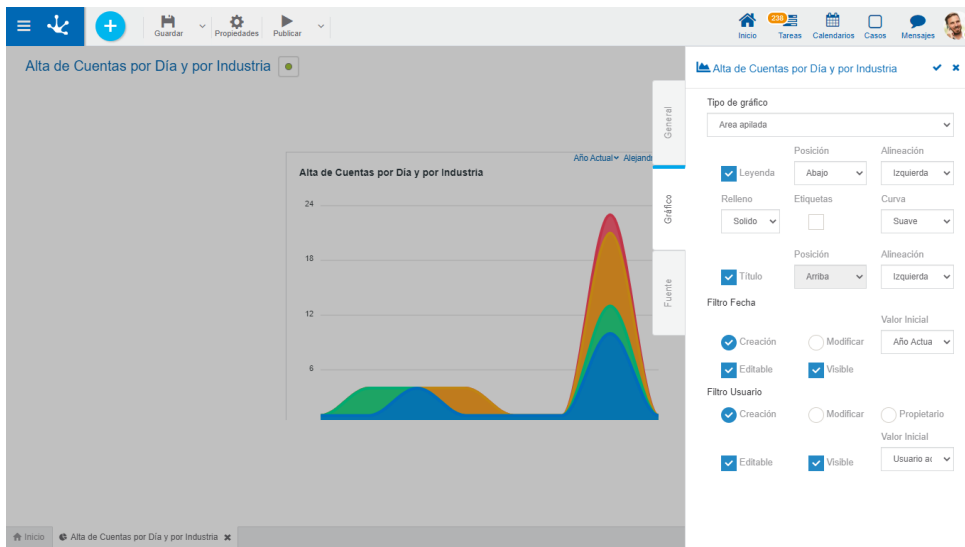 Guardar Propiedades Publicar
Inicio 238 Tareas Calendarios Casos Mensajes
Alta de Cuentas por Día y por Industria
Año Actual
Alta de Cuentas por Día y por Industria
24
18
12
6
General
Gráfico
Fuente
Alta de Cuentas por Día y por Industria
Tipo de gráfico
Area apilada
Posición Alineación
Leyenda Abajo Izquierda
Relleno Etiquetas Curva
Solido Suave
Posición Alineación
Título Arriba Izquierda
Filtro Fecha
Valor Inicial
Creación Modificar Año Actua
Editable Visible
Filtro Usuario
Creación Modificar Propietario
Valor Inicial
Editable Visible Usuario
Inicio Alta de Cuentas por Día y por Industria